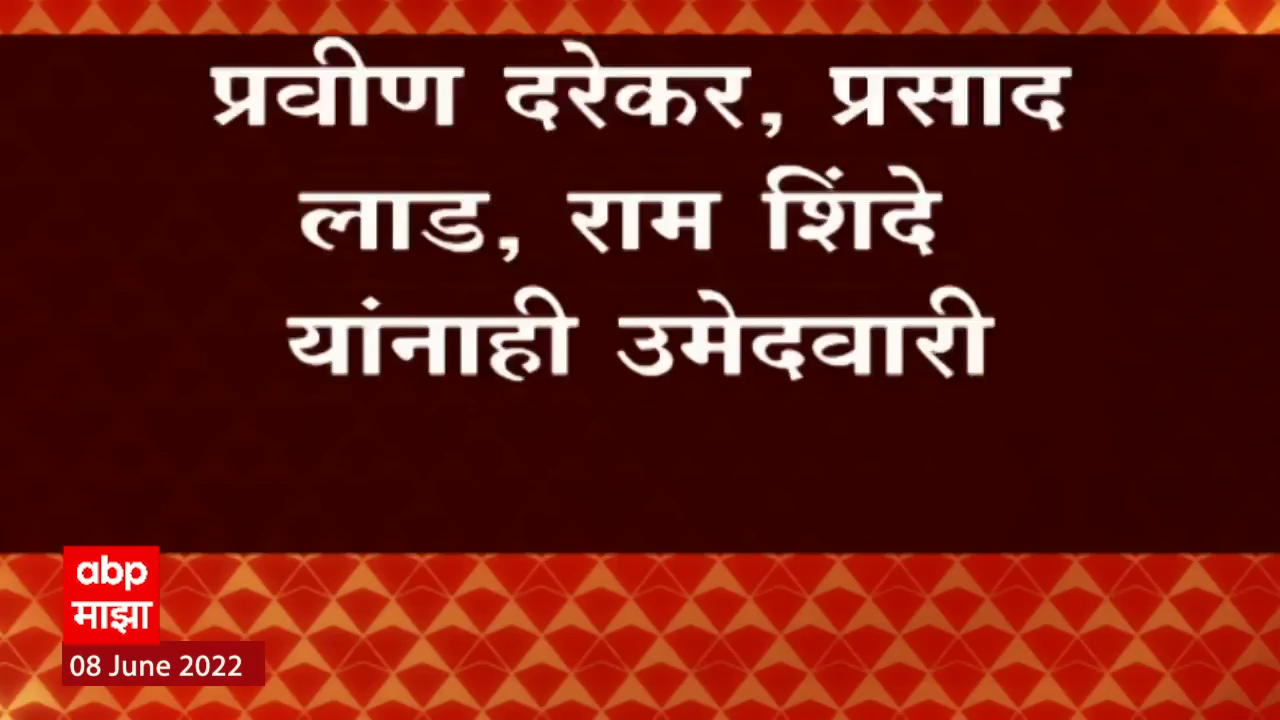 प्रवीण दरेकर, प्रसाद
लाड, राम शिंदे
यांनाही उमेदवारी
abp
माझा
08 June 2022